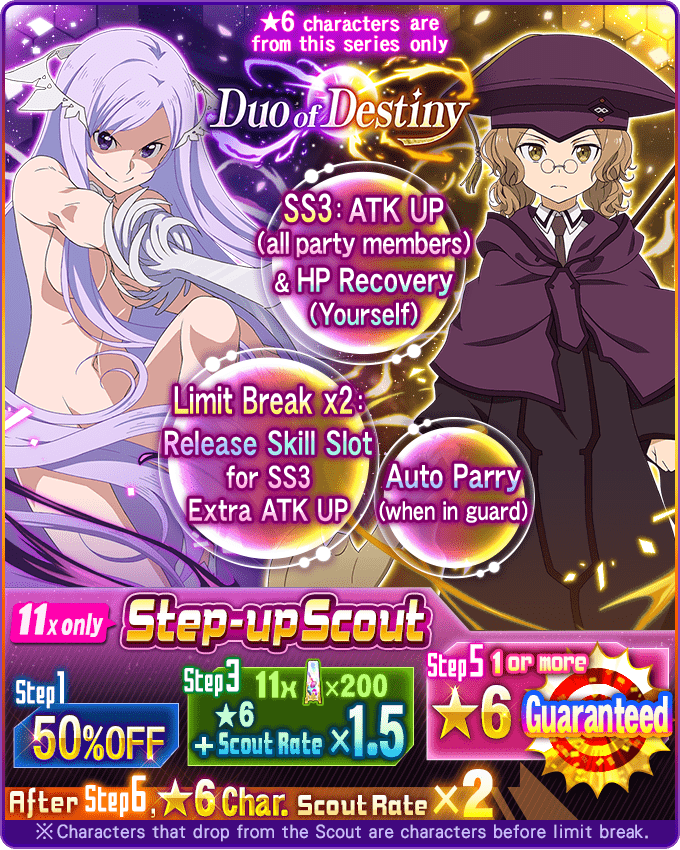 ★6 characters are
from this series only
Duo of Destiny
SS3: ATK UP
(all party members)
& HP Recovery
(Yourself)
Limit Break x2:
Release Skill Slot
for SS3
Extra ATK UP
Auto Parry
(when in guard)
11x only
Step-up Scout
Step1
50%OFF
Step3
11x ×200
★6
+ Scout Rate ×1.5
Step5 1 or more
★6 Guaranteed
After Step6, ★6 Char. Scout Rate ×2
※Characters that drop from the Scout are characters before limit break.